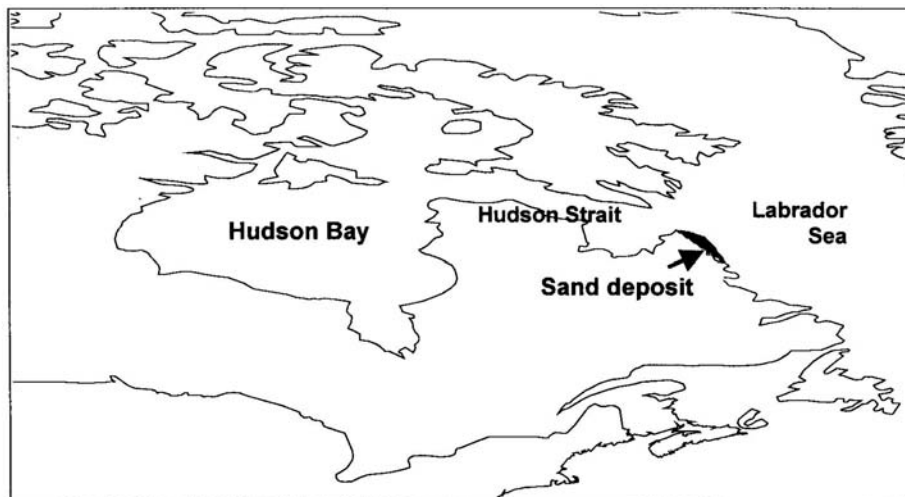 Hudson Bay
Hudson Strait
Labrador
Sea
Sand deposit